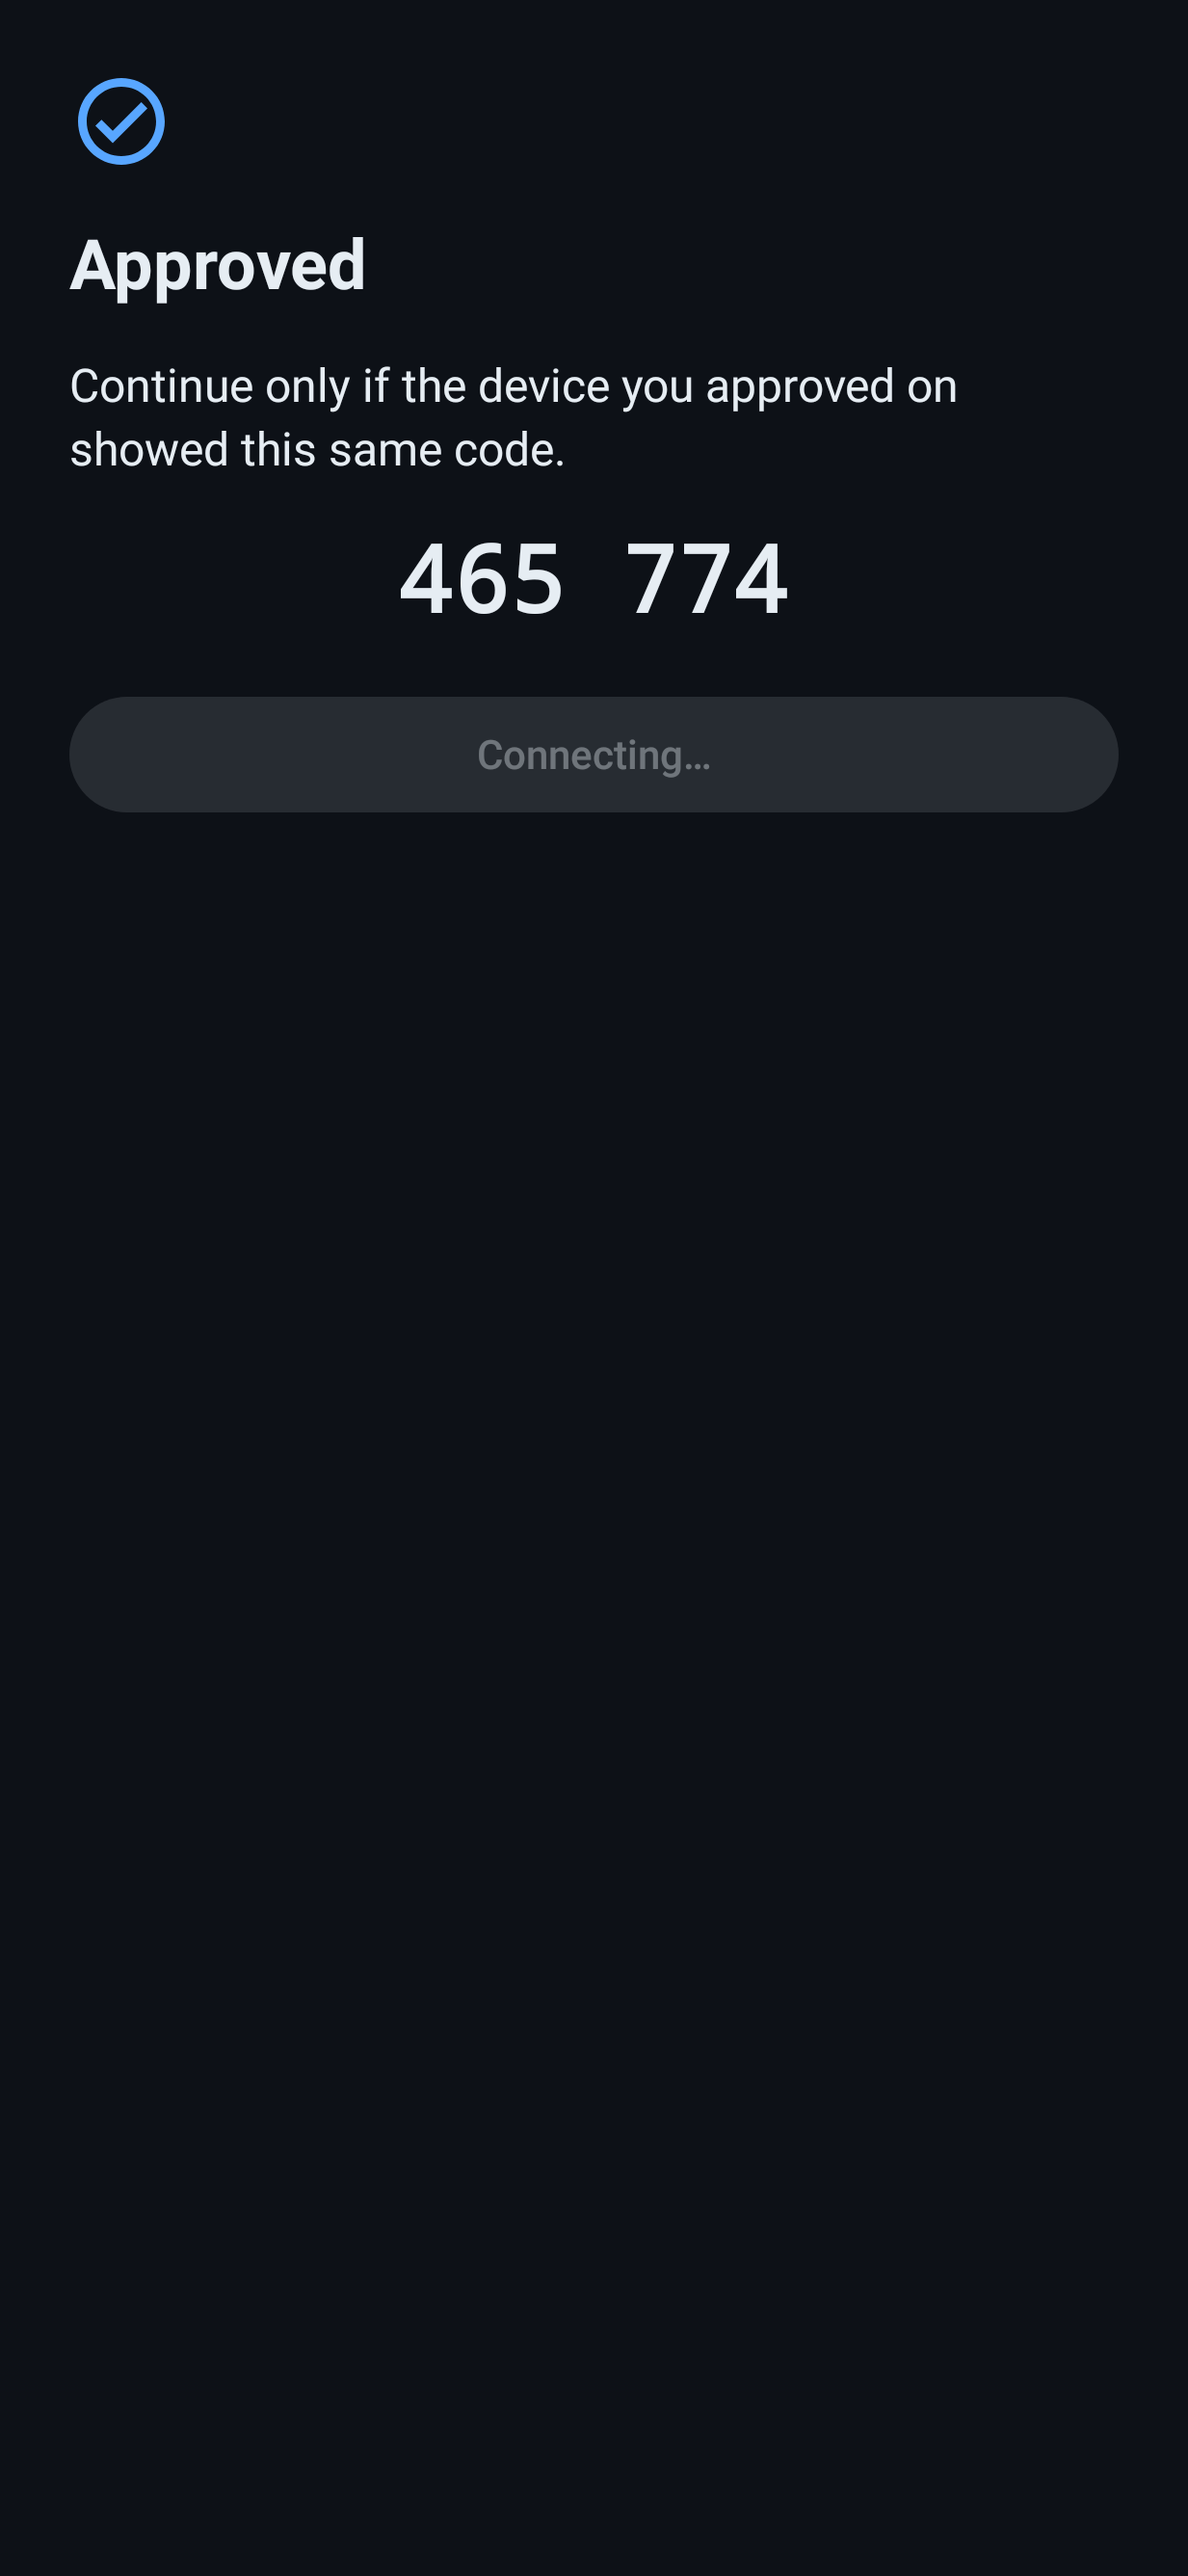 Approved
Continue only if the device you approved on
showed this same code.
465 774
Connecting…